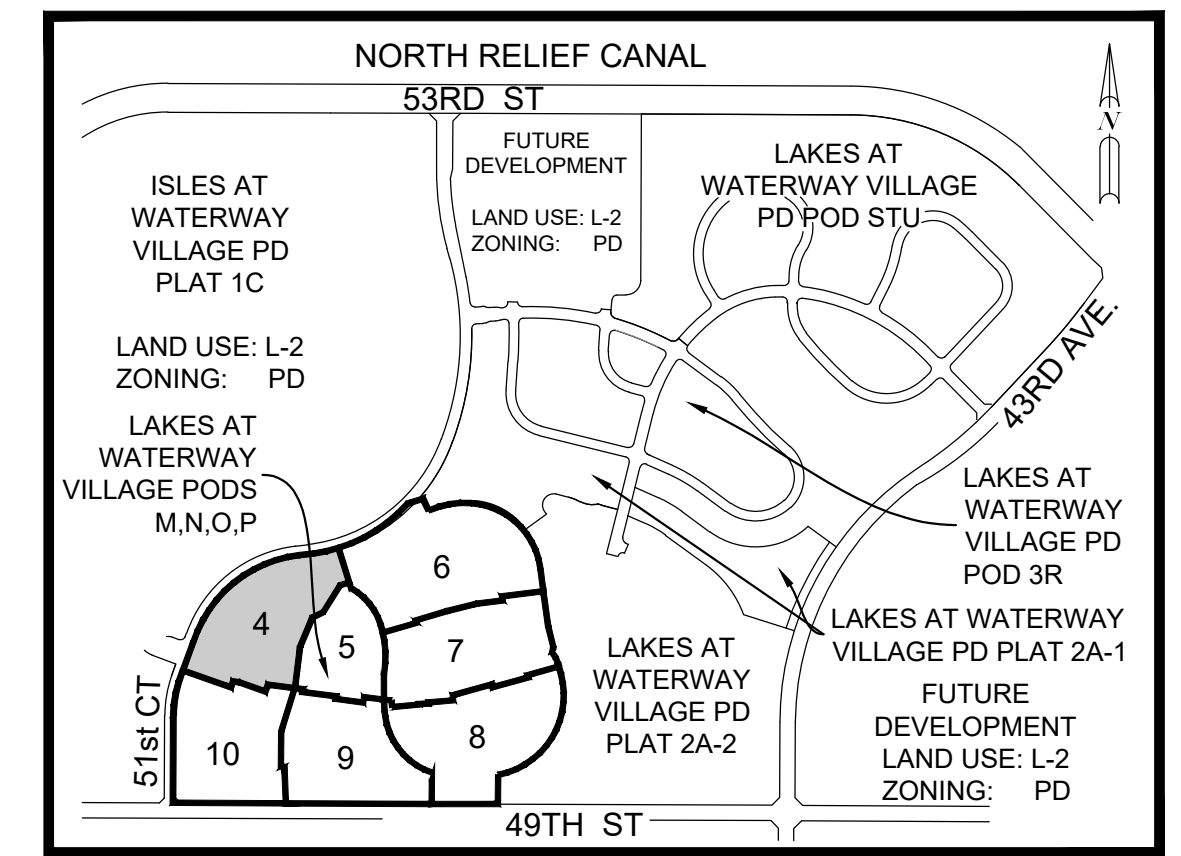 NORTH RELIEF CANAL
53RD ST
N
FUTURE
DEVELOPMENT
LAND USE: L-2
ZONING: PD
LAKES AT
WATERWAY VILLAGE
PD POD STU
ISLES AT
WATERWAY
VILLAGE PD
PLAT 1C
LAND USE: L-2
ZONING: PD
43RD AVE.
LAKES AT
WATERWAY
VILLAGE PODS
M,N,O,P
LAKES AT
WATERWAY
VILLAGE PD
POD 3R
6
4
5
7
LAKES AT WATERWAY
VILLAGE PD PLAT 2A-1
LAKES AT
WATERWAY
VILLAGE PD
PLAT 2A-2
FUTURE
DEVELOPMENT
LAND USE: L-2
ZONING: PD
51st CT
10
9
8
49TH ST